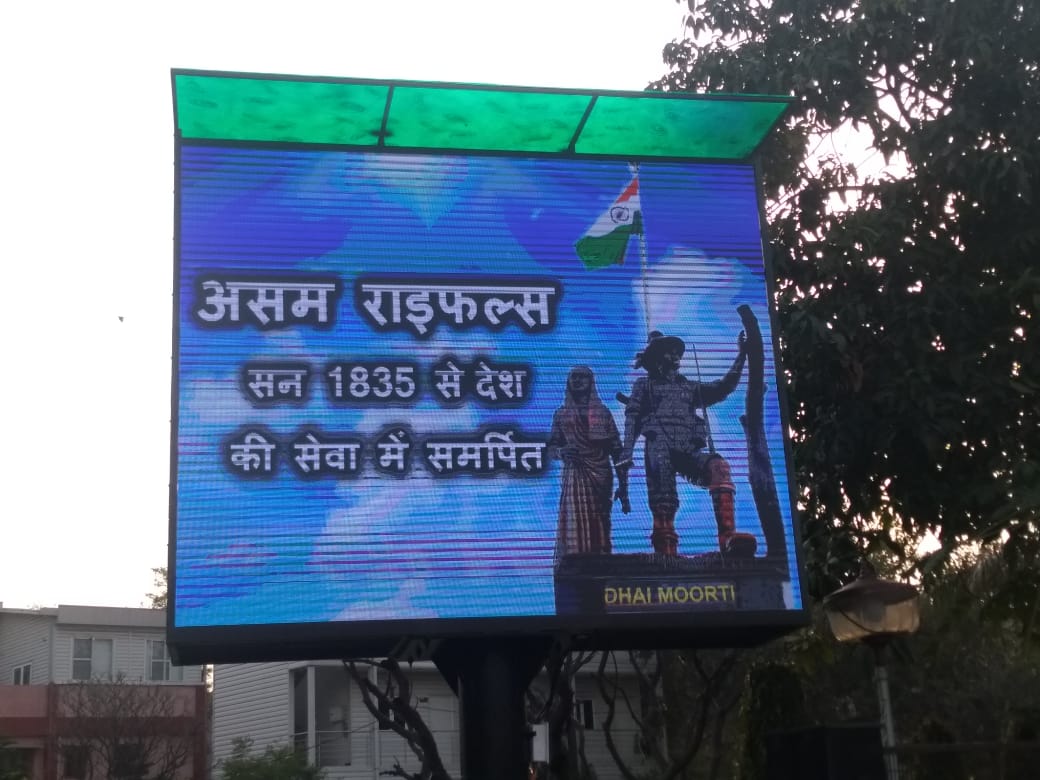 असम राइफल्स
सन 1835 से देश
की सेवा में समर्पित
DHAI MOORTI